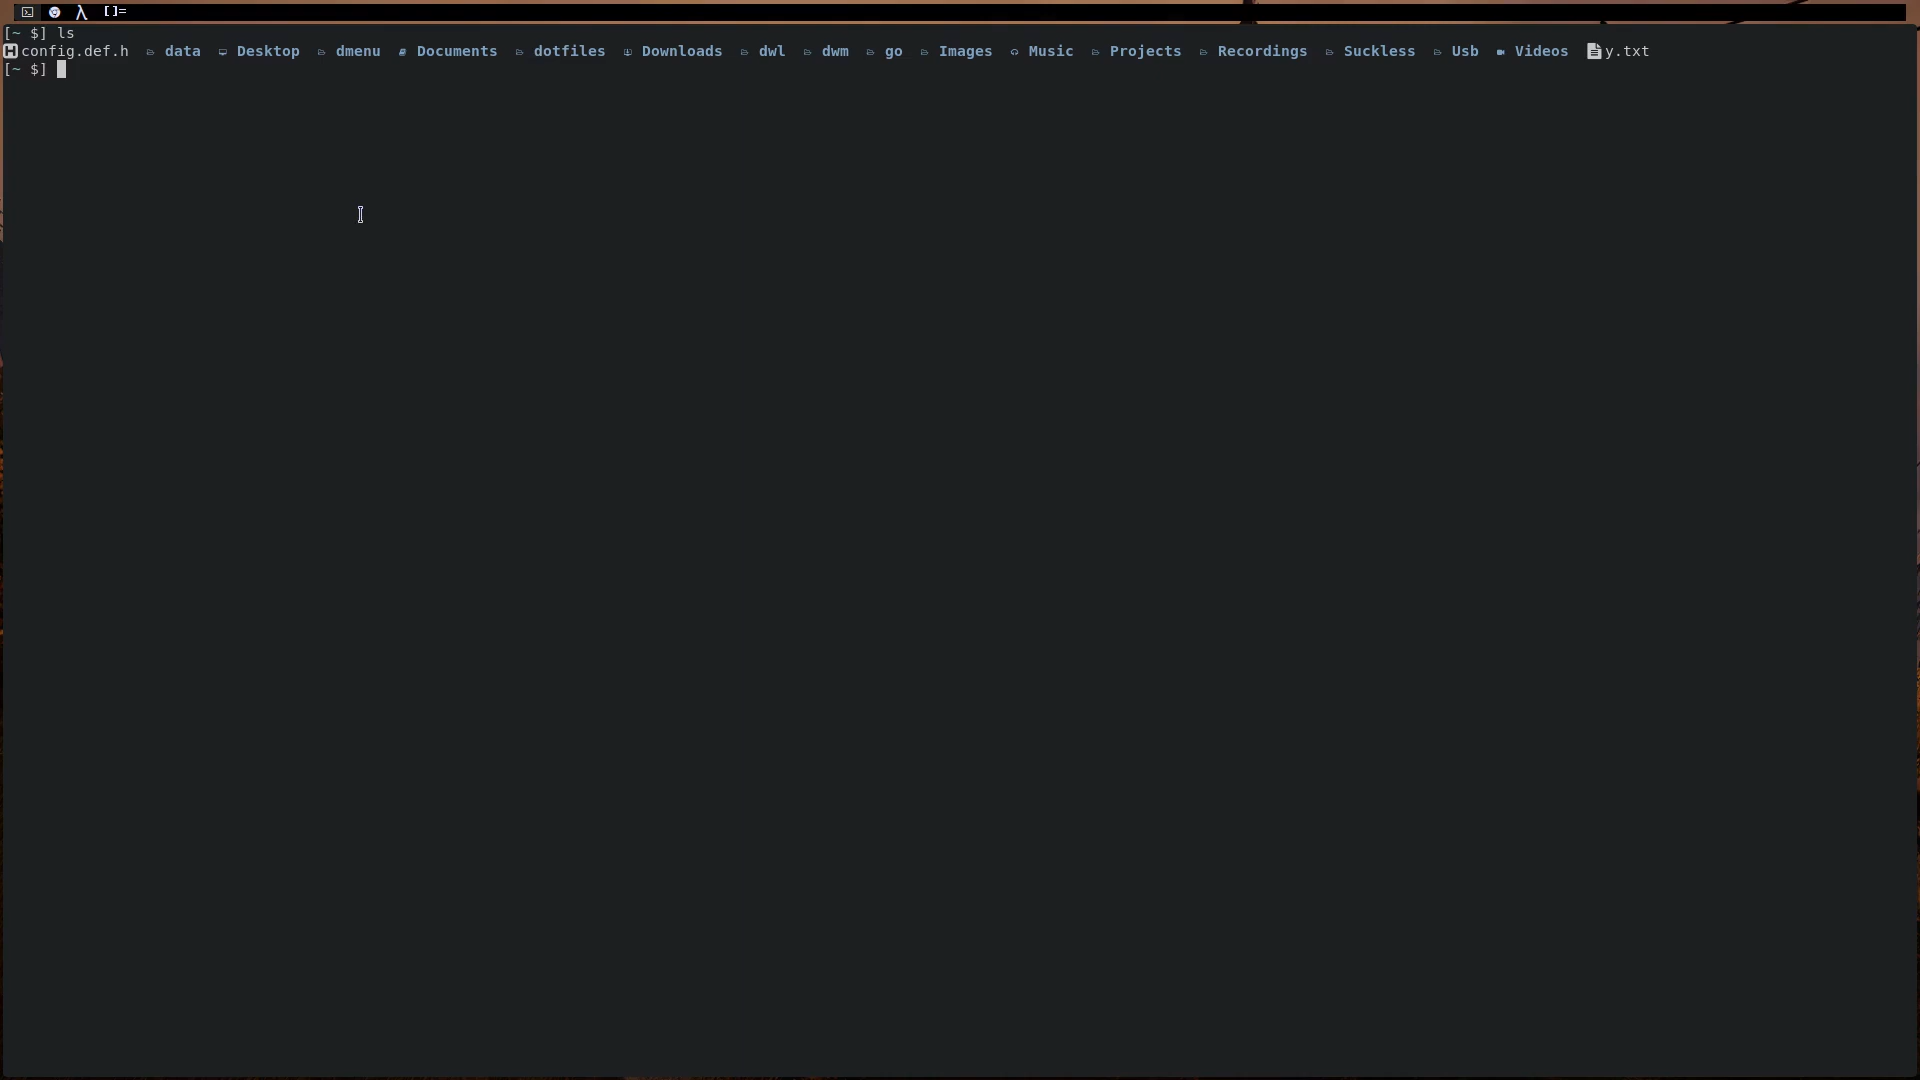 λ []=
[~ $] ls
config.def.h data Desktop dmenu Documents dotfiles Downloads dwl dwm go Images Music Projects Recordings Suckless Usb Videos y.txt
[~ $]